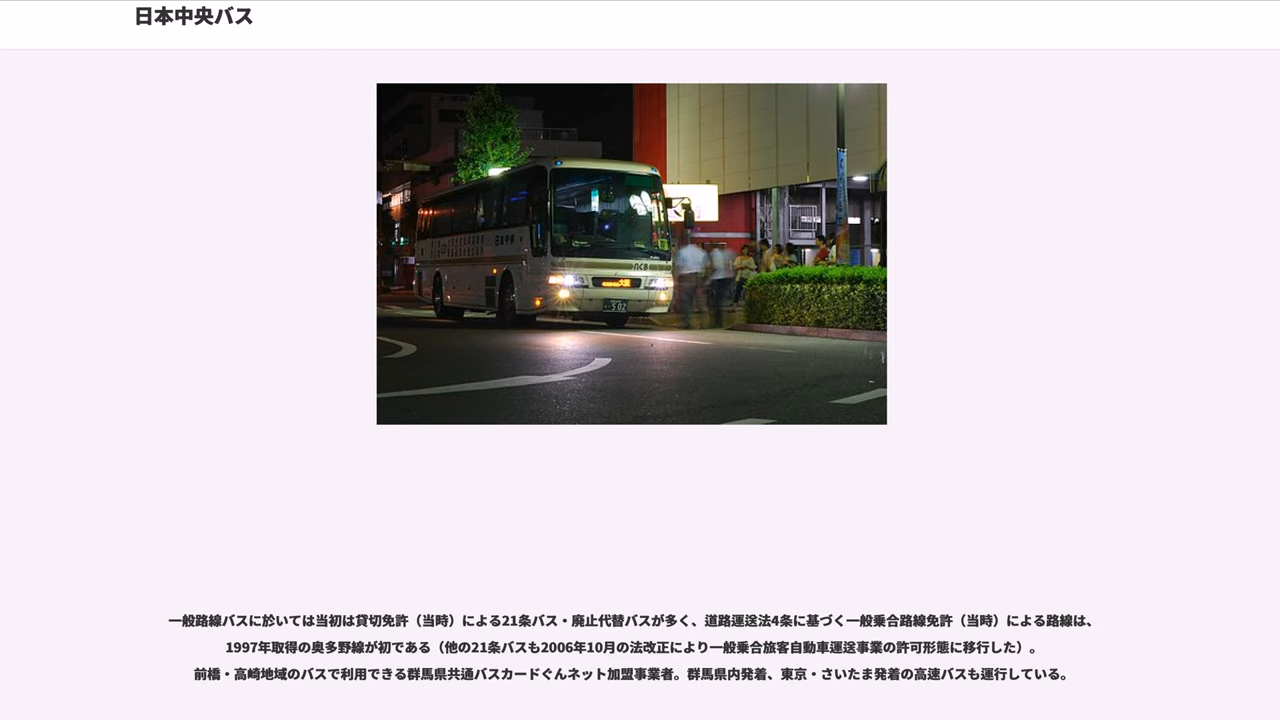 日本中央バス
日本中央
NCB
大阪
5 02
一般路線バスに於いては当初は貸切免許（当時）による21条バス・廃止代替バスが多く、道路運送法4条に基づく一般乗合路線免許（当時）による路線は、
1997年取得の奥多野線が初である（他の21条バスも2006年10月の法改正により一般乗合旅客自動車運送事業の許可形態に移行した）。
前橋・高崎地域のバスで利用できる群馬県共通バスカードぐんネット加盟事業者。群馬県内発着、東京・さいたま発着の高速バスも運行している。